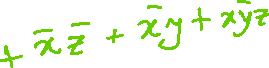 + x̄ z̄ + x̄y + xȳz